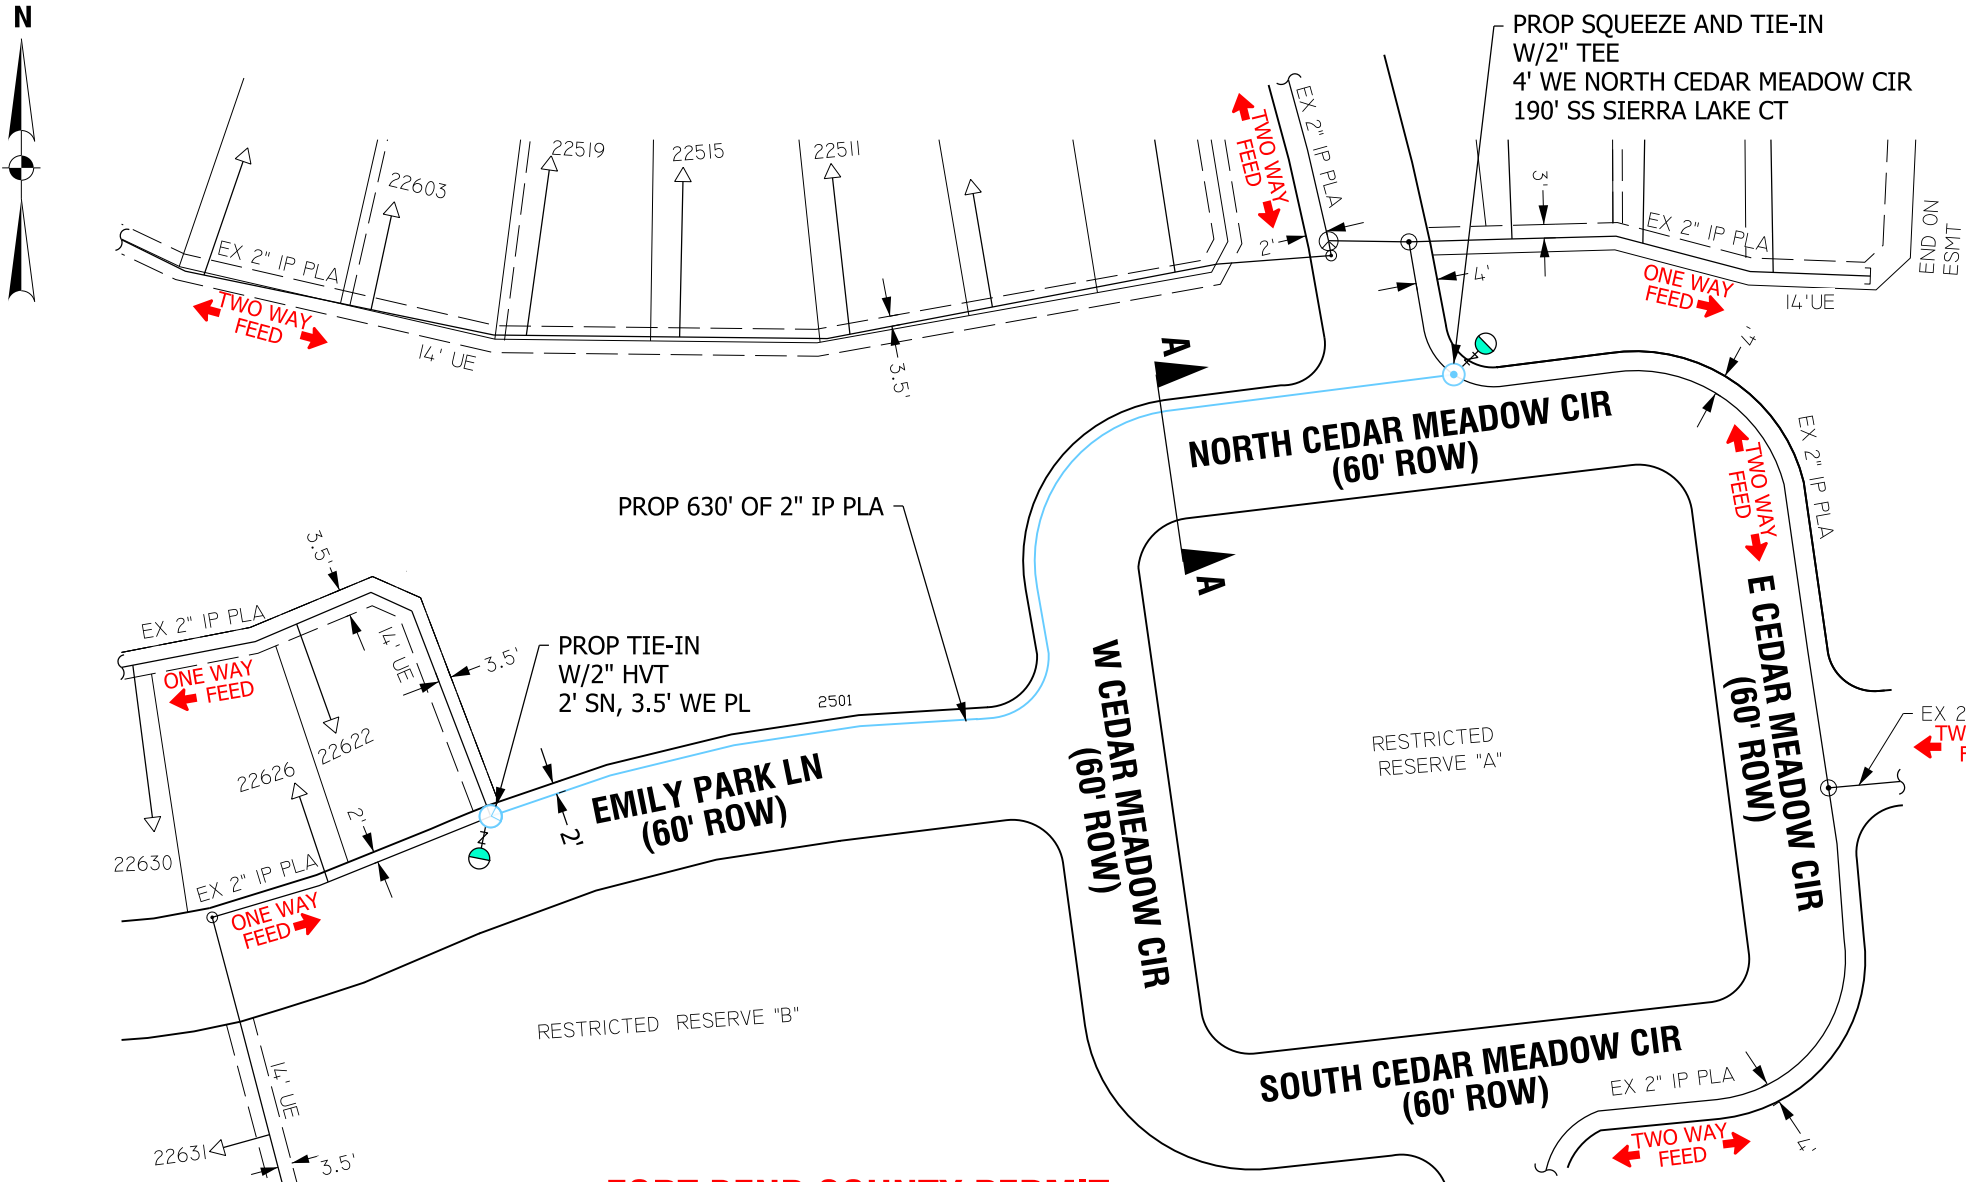 N
PROP SQUEEZE AND TIE-IN
W/2" TEE
4' WE NORTH CEDAR MEADOW CIR
190' SS SIERRA LAKE CT
22603
22519
22515
22511
TWO WAY
FEED
EX 2" IP PLA
2'
3'
EX 2" IP PLA
END ON
ESMT
4'
ONE WAY
FEED
14'UE
EX 2" IP PLA
TWO WAY
FEED
14' UE
3.5'
A
4'
NORTH CEDAR MEADOW CIR
(60' ROW)
EX 2" IP PLA
TWO WAY
FEED
PROP 630' OF 2" IP PLA
A
3.5'
EX 2" IP PLA
14' UE
3.5'
ONE WAY
FEED
PROP TIE-IN
W/2" HVT
2' SN, 3.5' WE PL
2501
22622
22626
2'
22630
EX 2" IP PLA
ONE WAY
FEED
EMILY PARK LN
(60' ROW)
2'
W CEDAR MEADOW CIR
(60' ROW)
RESTRICTED
RESERVE "A"
E CEDAR MEADOW CIR
(60' ROW)
EX 2
TW
F
RESTRICTED RESERVE "B"
SOUTH CEDAR MEADOW CIR
(60' ROW)
EX 2" IP PLA
14' UE
22631
3.5'
TWO WAY
FEED
4'
FORT BEND COUNTY PERMIT